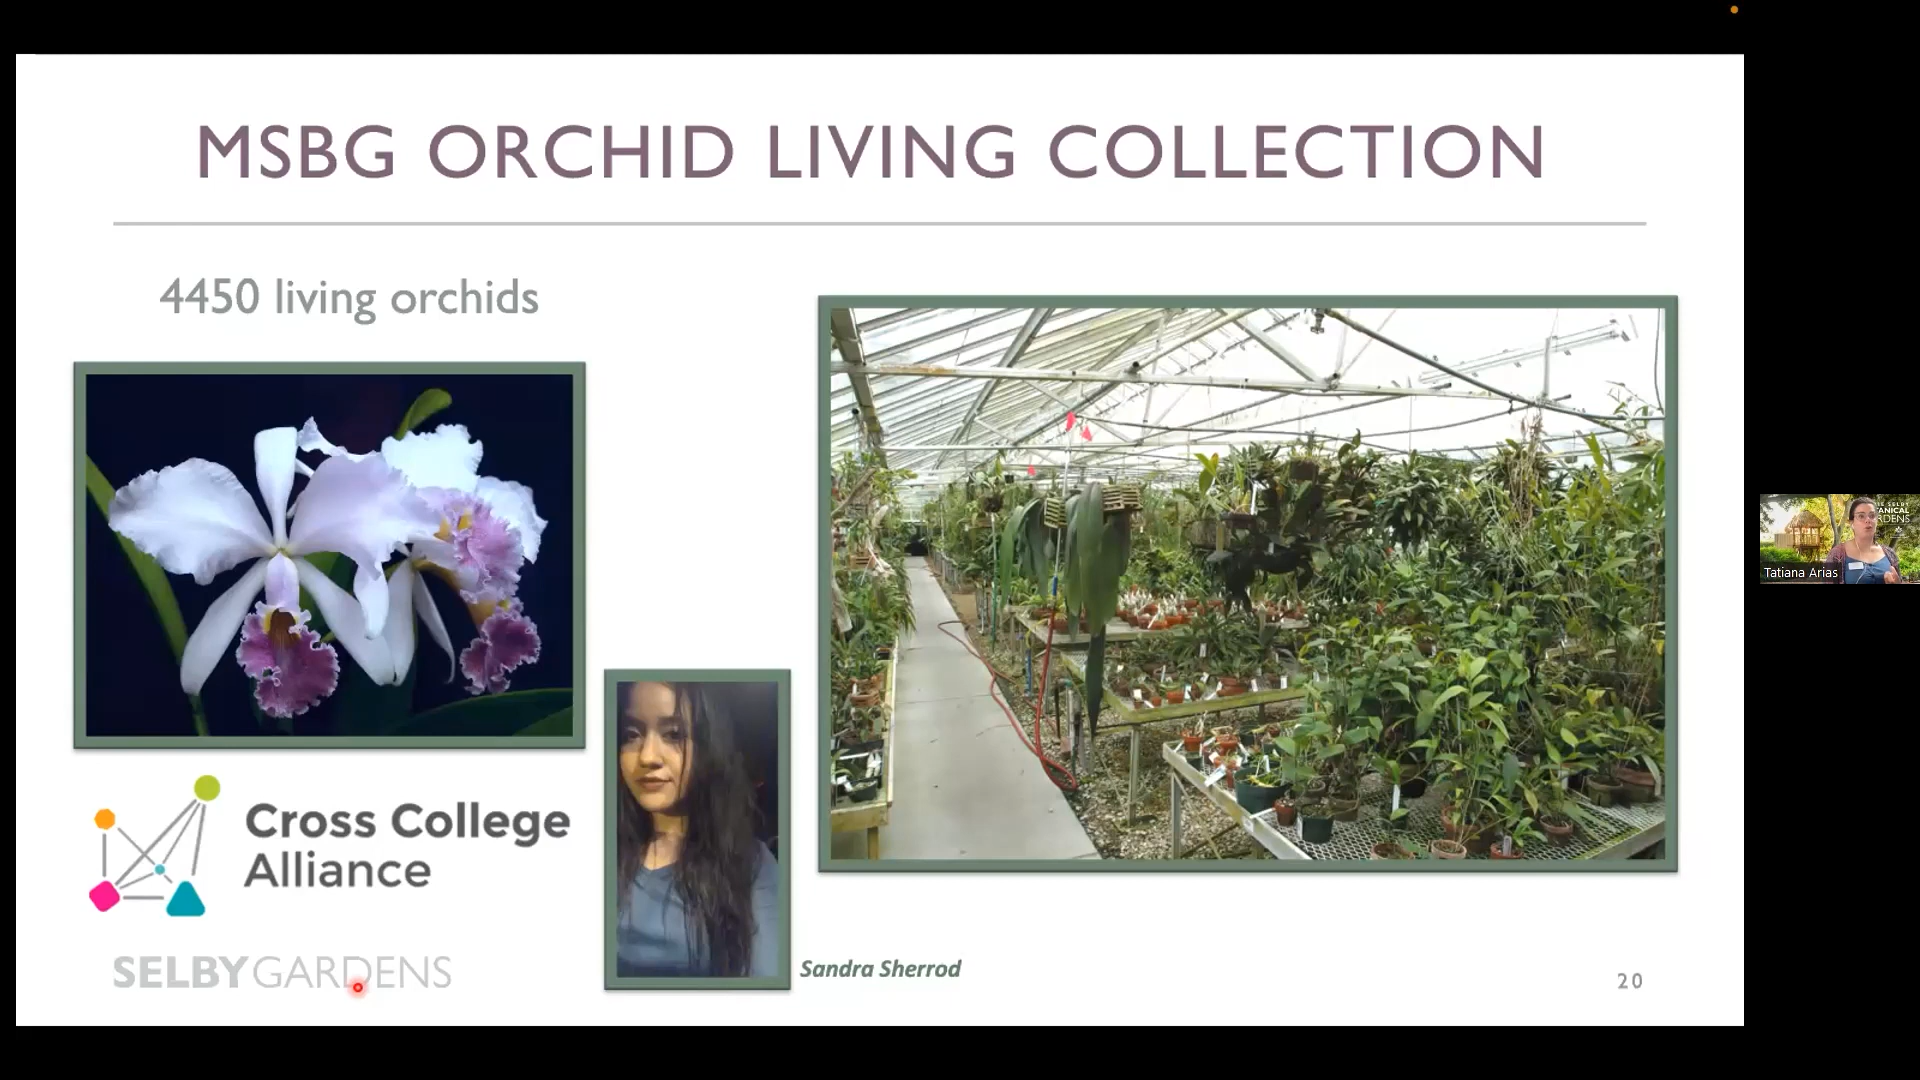 MSBG ORCHID LIVING COLLECTION
4450 living orchids
Cross College
Alliance
SELBYGARDENS
Sandra Sherrod
20
Tatiana Arias